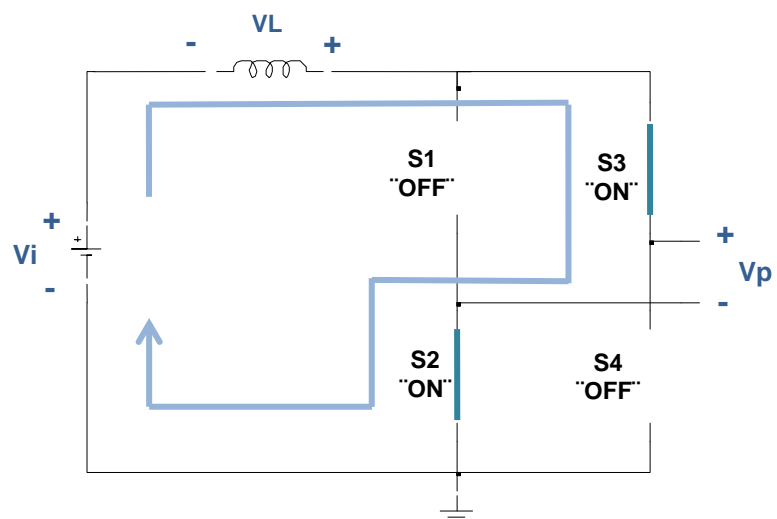 VL
- +
S1
¨OFF¨
S3
¨ON¨
+
+
Vi
-
+
Vp
-
S2
¨ON¨
S4
¨OFF¨